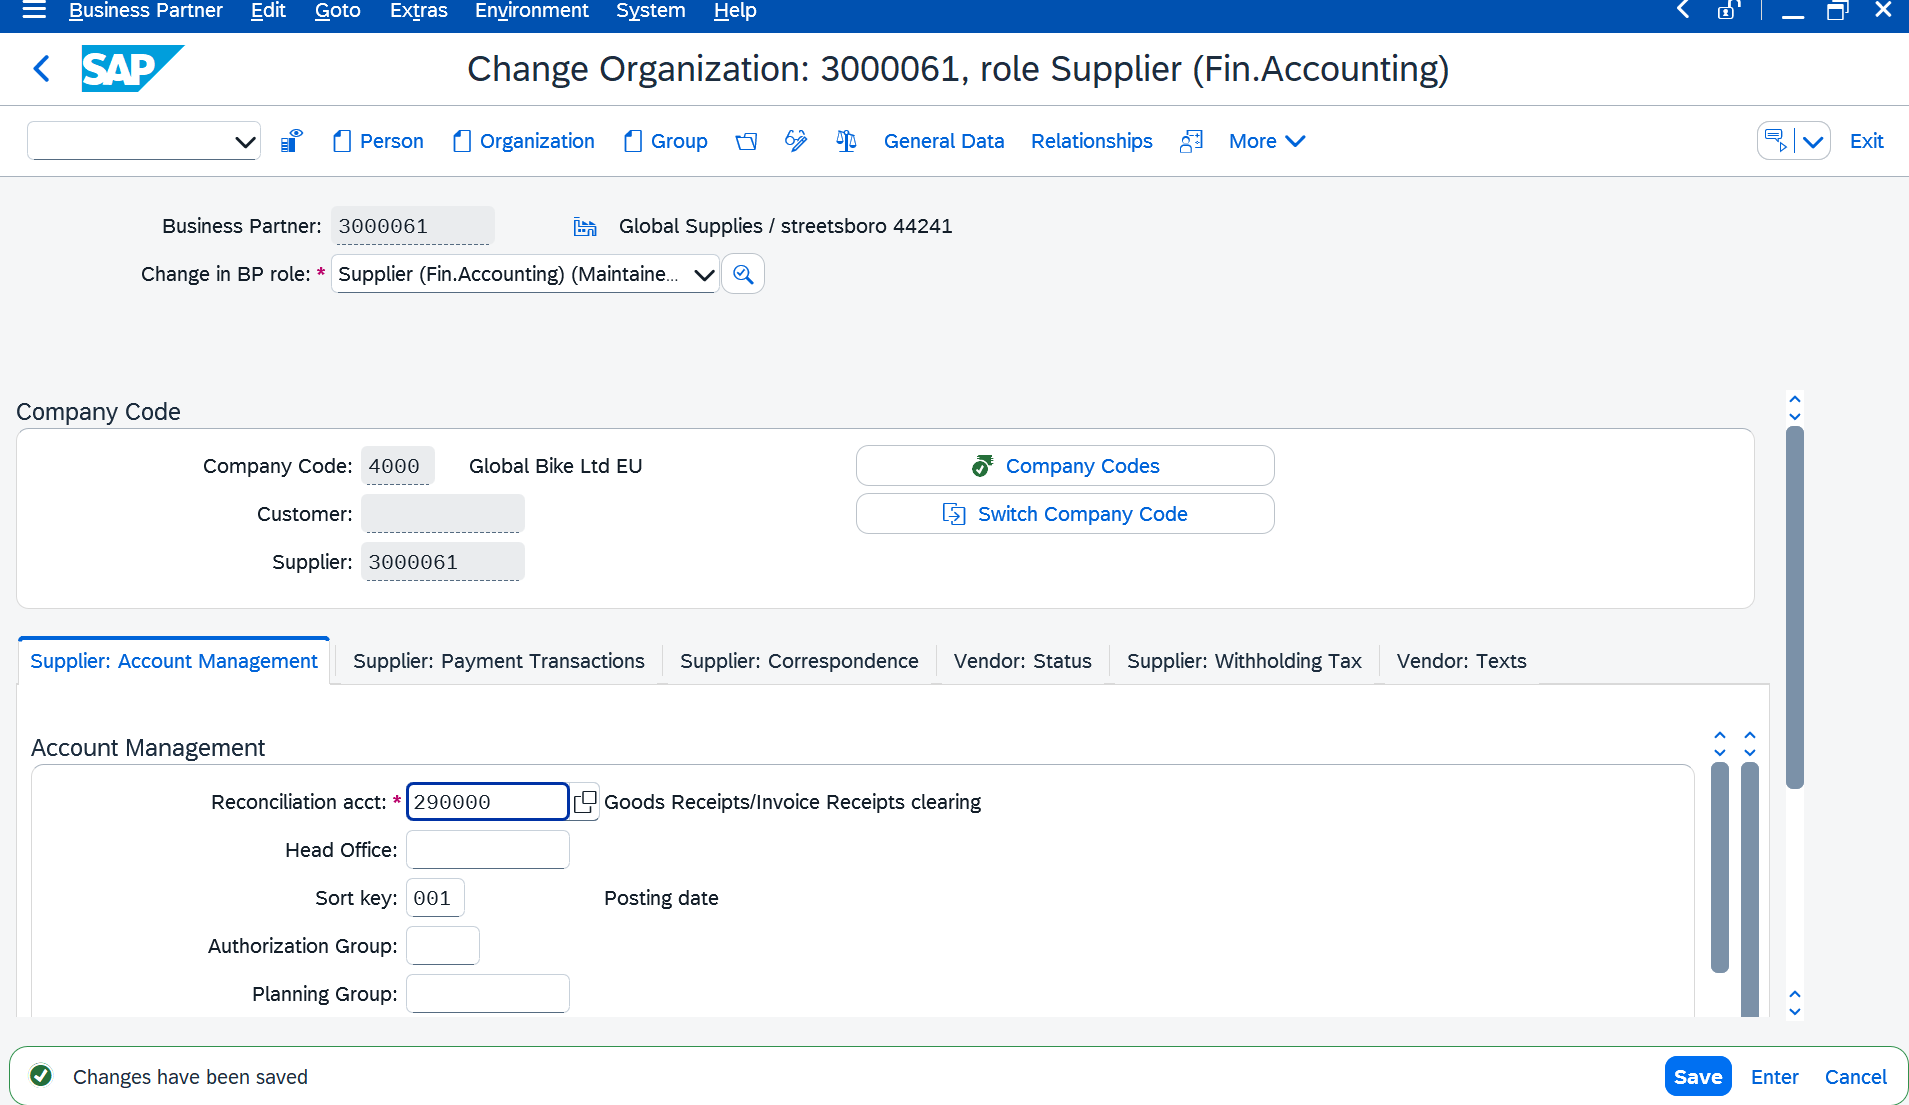 Business Partner Edit Goto Extras Environment System Help
SAP Change Organization: 3000061, role Supplier (Fin.Accounting)
Person Organization Group General Data Relationships More Exit
Business Partner: 3000061 Global Supplies / streetsboro 44241
Change in BP role: * Supplier (Fin.Accounting) (Maintaine...
Company Code
Company Code: 4000 Global Bike Ltd EU Company Codes
Customer: Switch Company Code
Supplier: 3000061
Supplier: Account Management Supplier: Payment Transactions Supplier: Correspondence Vendor: Status Supplier: Withholding Tax Vendor: Texts
Account Management
Reconciliation acct: * 290000 Goods Receipts/Invoice Receipts clearing
Head Office:
Sort key: 001 Posting date
Authorization Group:
Planning Group:
Changes have been saved Save Enter Cancel